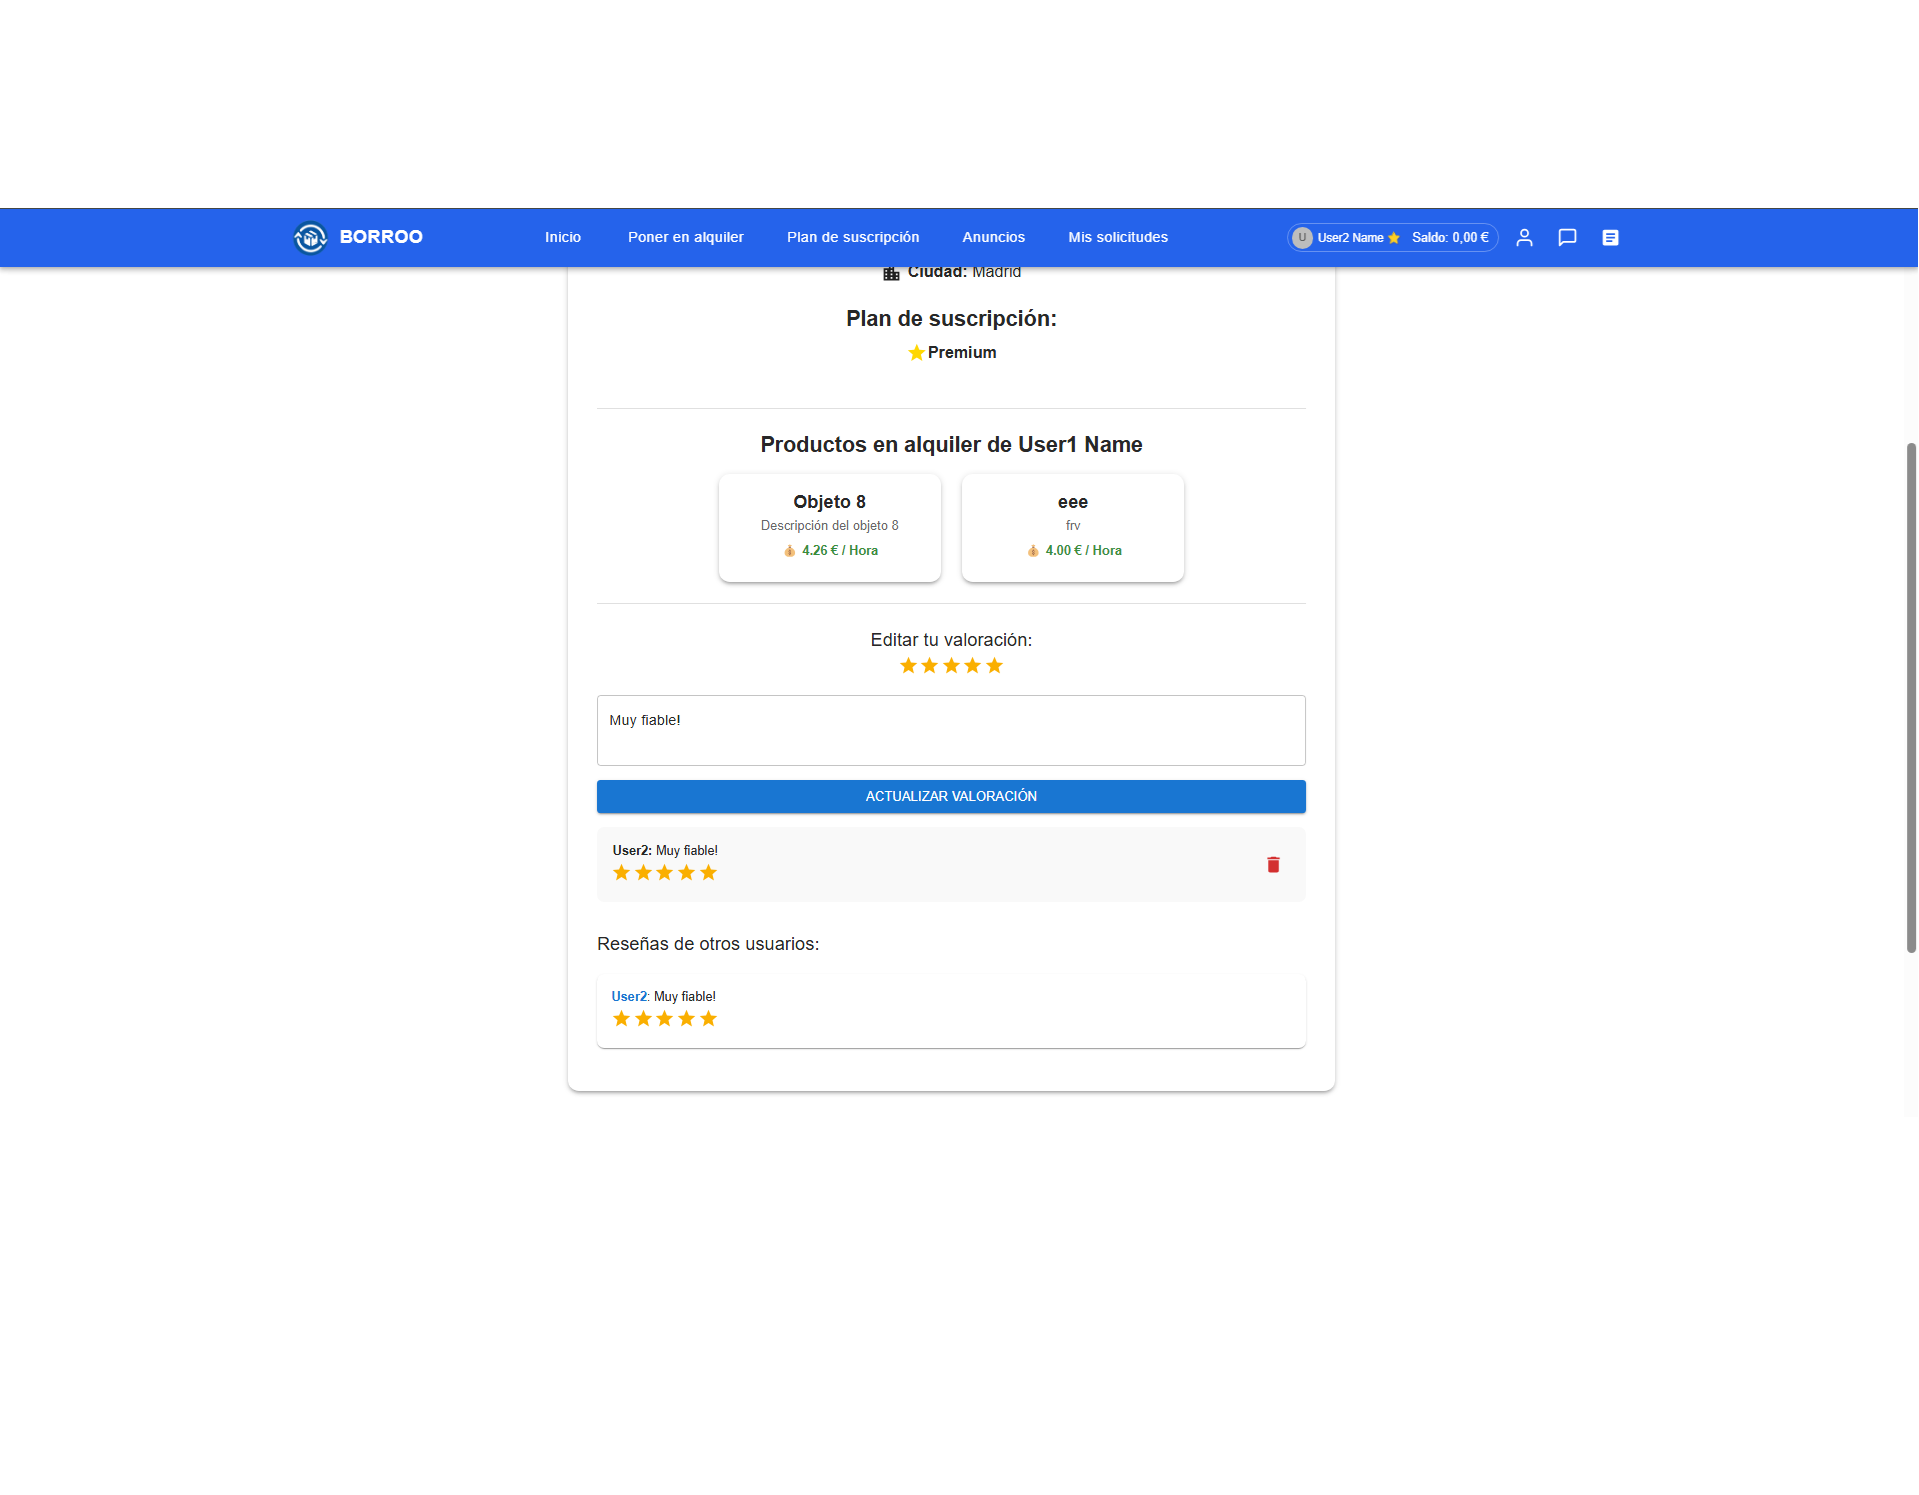 BORROO
Inicio
Poner en alquiler
Plan de suscripción
Anuncios
Mis solicitudes
U
User2 Name
Saldo: 0,00 €
Ciudad: Madrid
Plan de suscripción:
Premium
Productos en alquiler de User1 Name
Objeto 8
Descripción del objeto 8
4.26 € / Hora
eee
frv
4.00 € / Hora
Editar tu valoración:
Muy fiable!
ACTUALIZAR VALORACIÓN
User2: Muy fiable!
Reseñas de otros usuarios:
User2: Muy fiable!